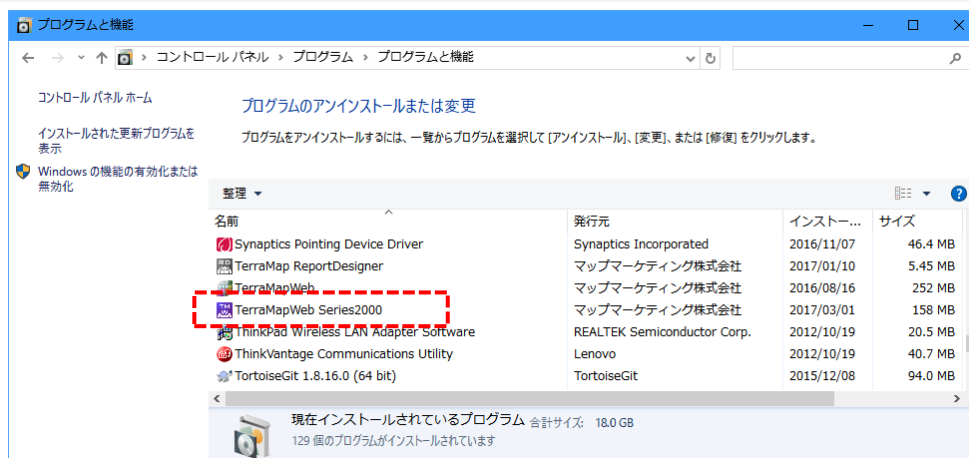 プログラムと機能
コントロール パネル › プログラム › プログラムと機能
コントロール パネル ホーム
インストールされた更新プログラムを
表示
Windows の機能の有効化または
無効化
プログラムのアンインストールまたは変更
プログラムをアンインストールするには、一覧からプログラムを選択して [アンインストール]、[変更]、または [修復] をクリックします。
整理
名前 発行元 インストー... サイズ
Synaptics Pointing Device Driver Synaptics Incorporated 2016/11/07 46.4 MB
TerraMap ReportDesigner マップマーケティング株式会社 2017/01/10 5.45 MB
TerraMapWeb マップマーケティング株式会社 2016/08/16 252 MB
TerraMapWeb Series2000 マップマーケティング株式会社 2017/03/01 158 MB
ThinkPad Wireless LAN Adapter Software REALTEK Semiconductor Corp. 2012/10/19 20.5 MB
ThinkVantage Communications Utility Lenovo 2012/10/19 40.7 MB
TortoiseGit 1.8.16.0 (64 bit) TortoiseGit 2015/12/08 94.0 MB
現在インストールされているプログラム 合計サイズ: 18.0 GB
129 個のプログラムがインストールされています